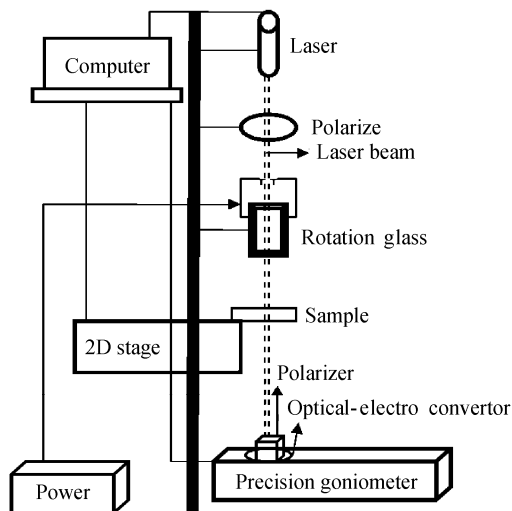 Laser
Computer
Polarize
Laser beam
Rotation glass
Sample
2D stage
Polarizer
Optical-electro convertor
Precision goniometer
Power